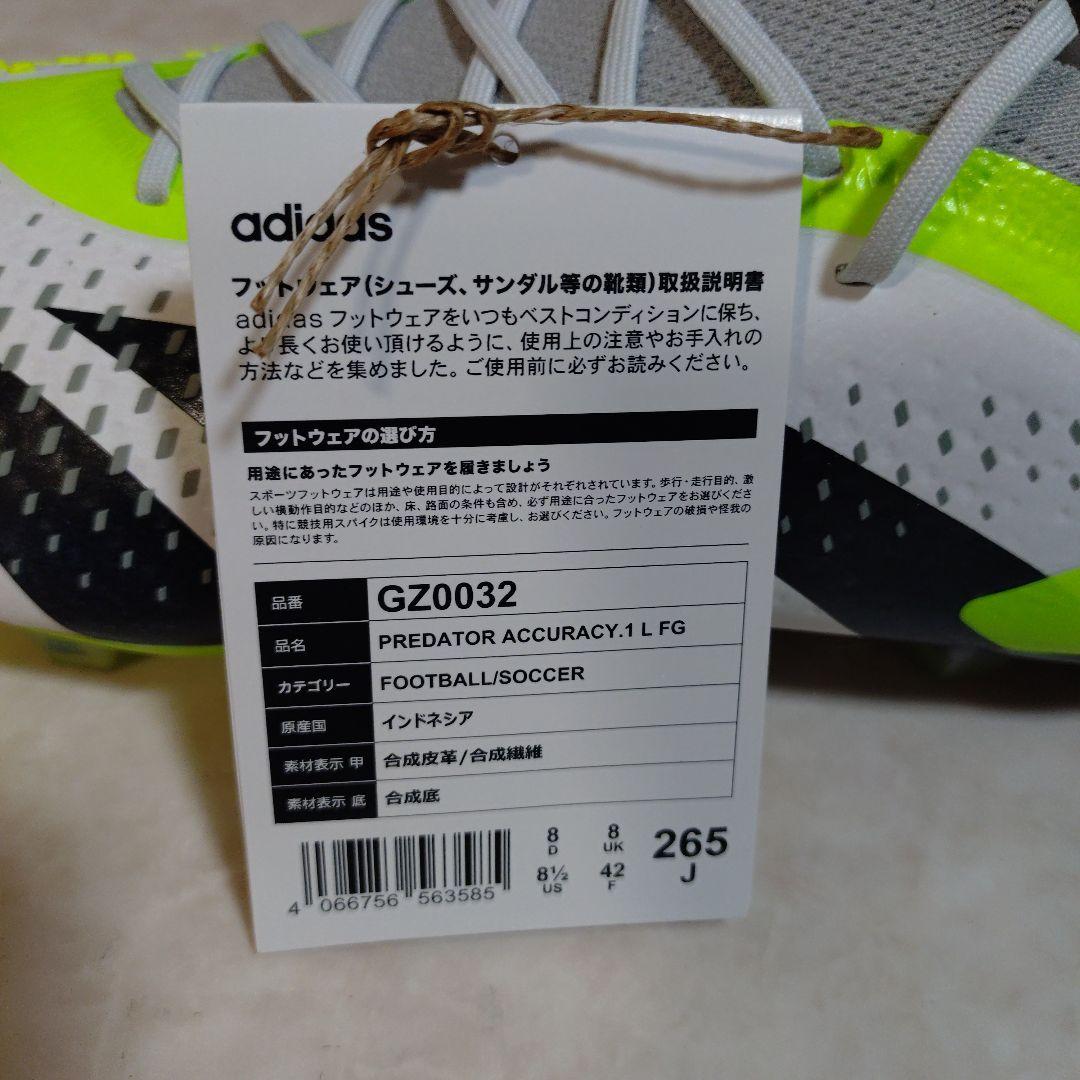 adidas
フットウェア(シューズ、サンダル等の靴類)取扱説明書
adidas フットウェアをいつもベストコンディションに保ち、
より長くお使い頂けるように、使用上の注意やお手入れの
方法などを集めました。ご使用前に必ずお読みください。
フットウェアの選び方
用途にあったフットウェアを履きましょう
スポーツフットウェアは用途や使用目的によって設計がそれぞれされています。歩行・走行目的、激
しい横動作目的などのほか、床、路面の条件も含め、必ず用途に合ったフットウェアをお選びくださ
い。特に競技用スパイクは使用環境を十分に考慮し、お選びください。フットウェアの破損や怪我の
原因になります。
品番 GZ0032
品名 PREDATOR ACCURACY.1 L FG
カテゴリー FOOTBALL/SOCCER
原産国 インドネシア
素材表示 甲 合成皮革/合成繊維
素材表示 底 合成底
8 D 8 UK 265 J
8½ US 42 F
4 066756 563585